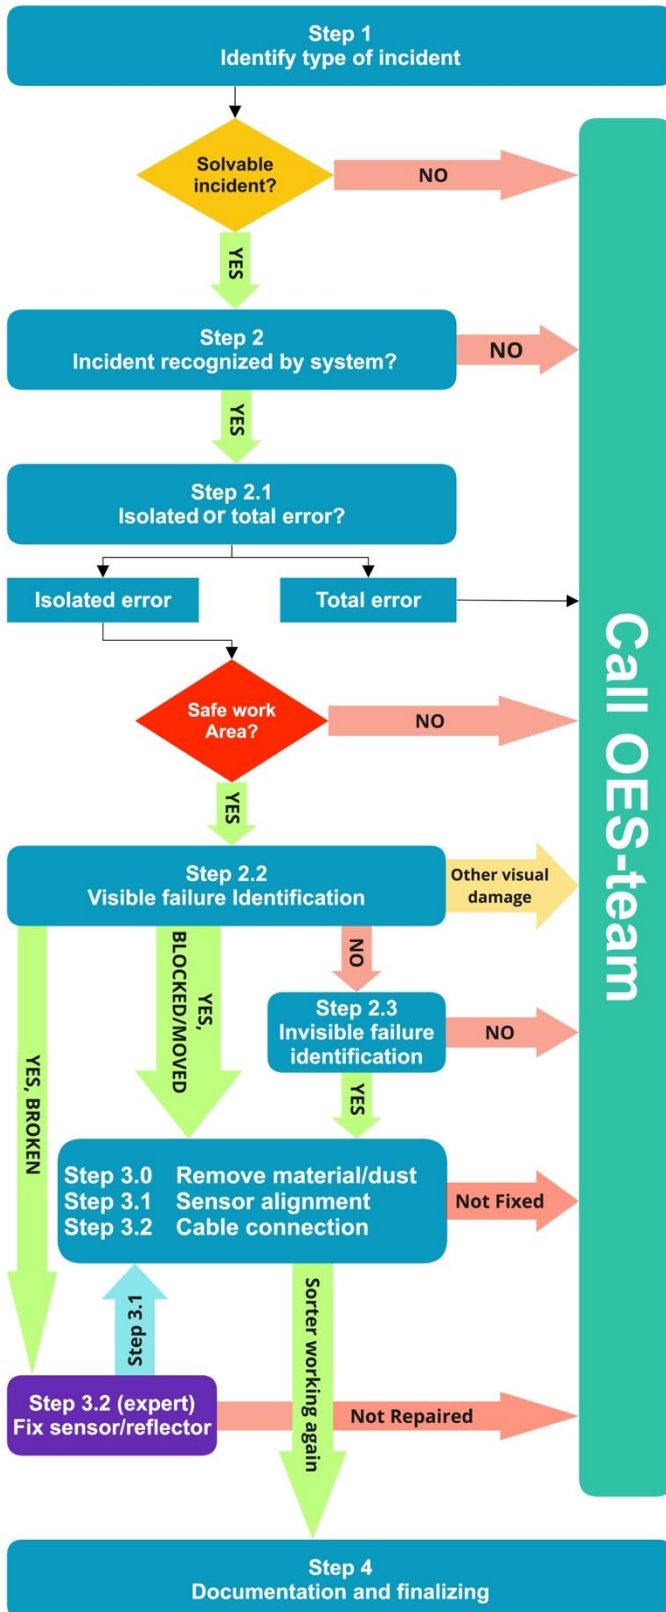 Step 1
Identify type of incident
Solvable
incident?
NO
YES
Step 2
Incident recognized by system?
NO
YES
Step 2.1
Isolated or total error?
Isolated error
Total error
Safe work
Area?
NO
YES
Call OES-team
Step 2.2
Visible failure Identification
Other visual
damage
YES, BROKEN
YES,
BLOCKED/MOVED
NO
Step 2.3
Invisible failure
identification
NO
YES
Step 3.0 Remove material/dust
Step 3.1 Sensor alignment
Step 3.2 Cable connection
Not Fixed
Step 3.1
Sorter working again
Step 3.2 (expert)
Fix sensor/reflector
Not Repaired
Step 4
Documentation and finalizing